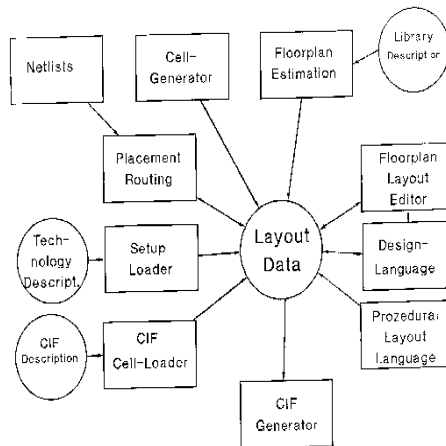 Netlists
Cell-
Generator
Floorplan
Estimation
Library
Description
Placement
Routing
Floorplan
Layout
Editor
Tech-
nology
Descript.
Setup
Loader
Layout
Data
Design-
Language
CIF
Description
CIF
Cell-Loader
Prozedural
Layout
Language
CIF
Generator